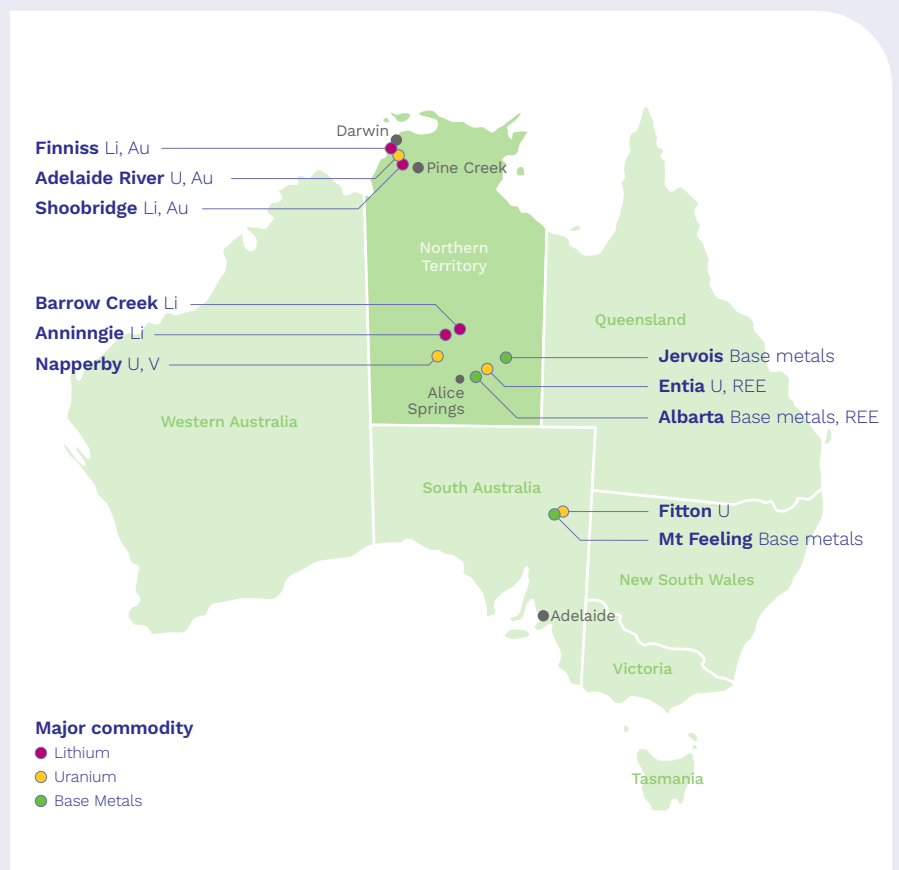 Darwin
Finniss Li, Au
Adelaide River U, Au
Pine Creek
Shoobridge Li, Au
Northern
Territory
Barrow Creek Li
Anninngie Li
Napperby U, V
Queensland
Jervois Base metals
Entia U, REE
Albarta Base metals, REE
Alice
Springs
Western Australia
South Australia
Fitton U
Mt Feeling Base metals
New South Wales
Adelaide
Victoria
Tasmania
Major commodity
Lithium
Uranium
Base Metals